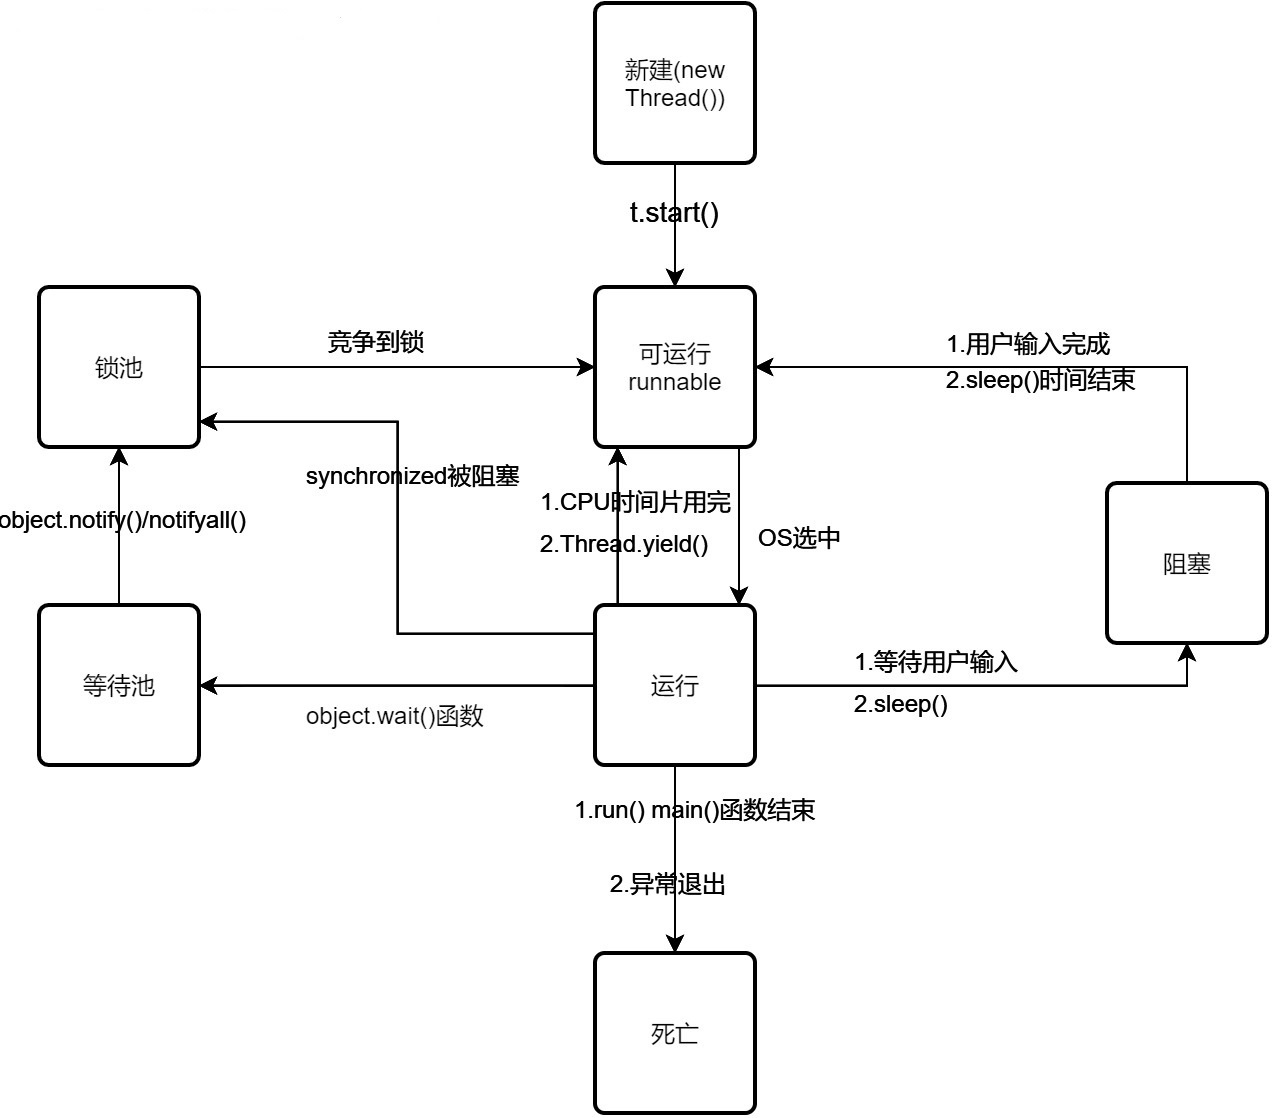 新建(new
Thread())
t.start()
锁池
竞争到锁
可运行
runnable
1.用户输入完成
2.sleep()时间结束
synchronized被阻塞
1.CPU时间片用完
2.Thread.yield()
OS选中
object.notify()/notifyall()
阻塞
等待池
object.wait()函数
运行
1.等待用户输入
2.sleep()
1.run() main()函数结束
2.异常退出
死亡